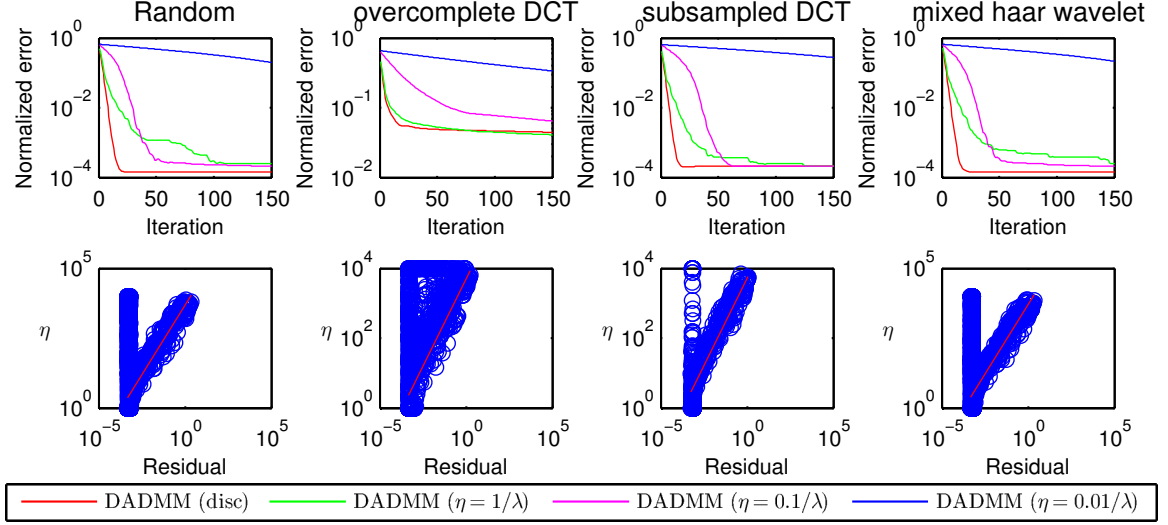 Random
overcomplete DCT
subsampled DCT
mixed haar wavelet
Normalized error
10^0
10^-2
10^-4
0 50 100 150
Iteration
Normalized error
10^0
10^-1
10^-2
0 50 100 150
Iteration
Normalized error
10^0
10^-2
10^-4
0 50 100 150
Iteration
Normalized error
10^0
10^-2
10^-4
0 50 100 150
Iteration
η
10^5
10^0
10^-5 10^0 10^5
Residual
η
10^4
10^2
10^0
10^-5 10^0 10^5
Residual
η
10^4
10^2
10^0
10^-5 10^0 10^5
Residual
η
10^5
10^0
10^-5 10^0 10^5
Residual
DADMM (disc) DADMM (η = 1/λ) DADMM (η = 0.1/λ) DADMM (η = 0.01/λ)